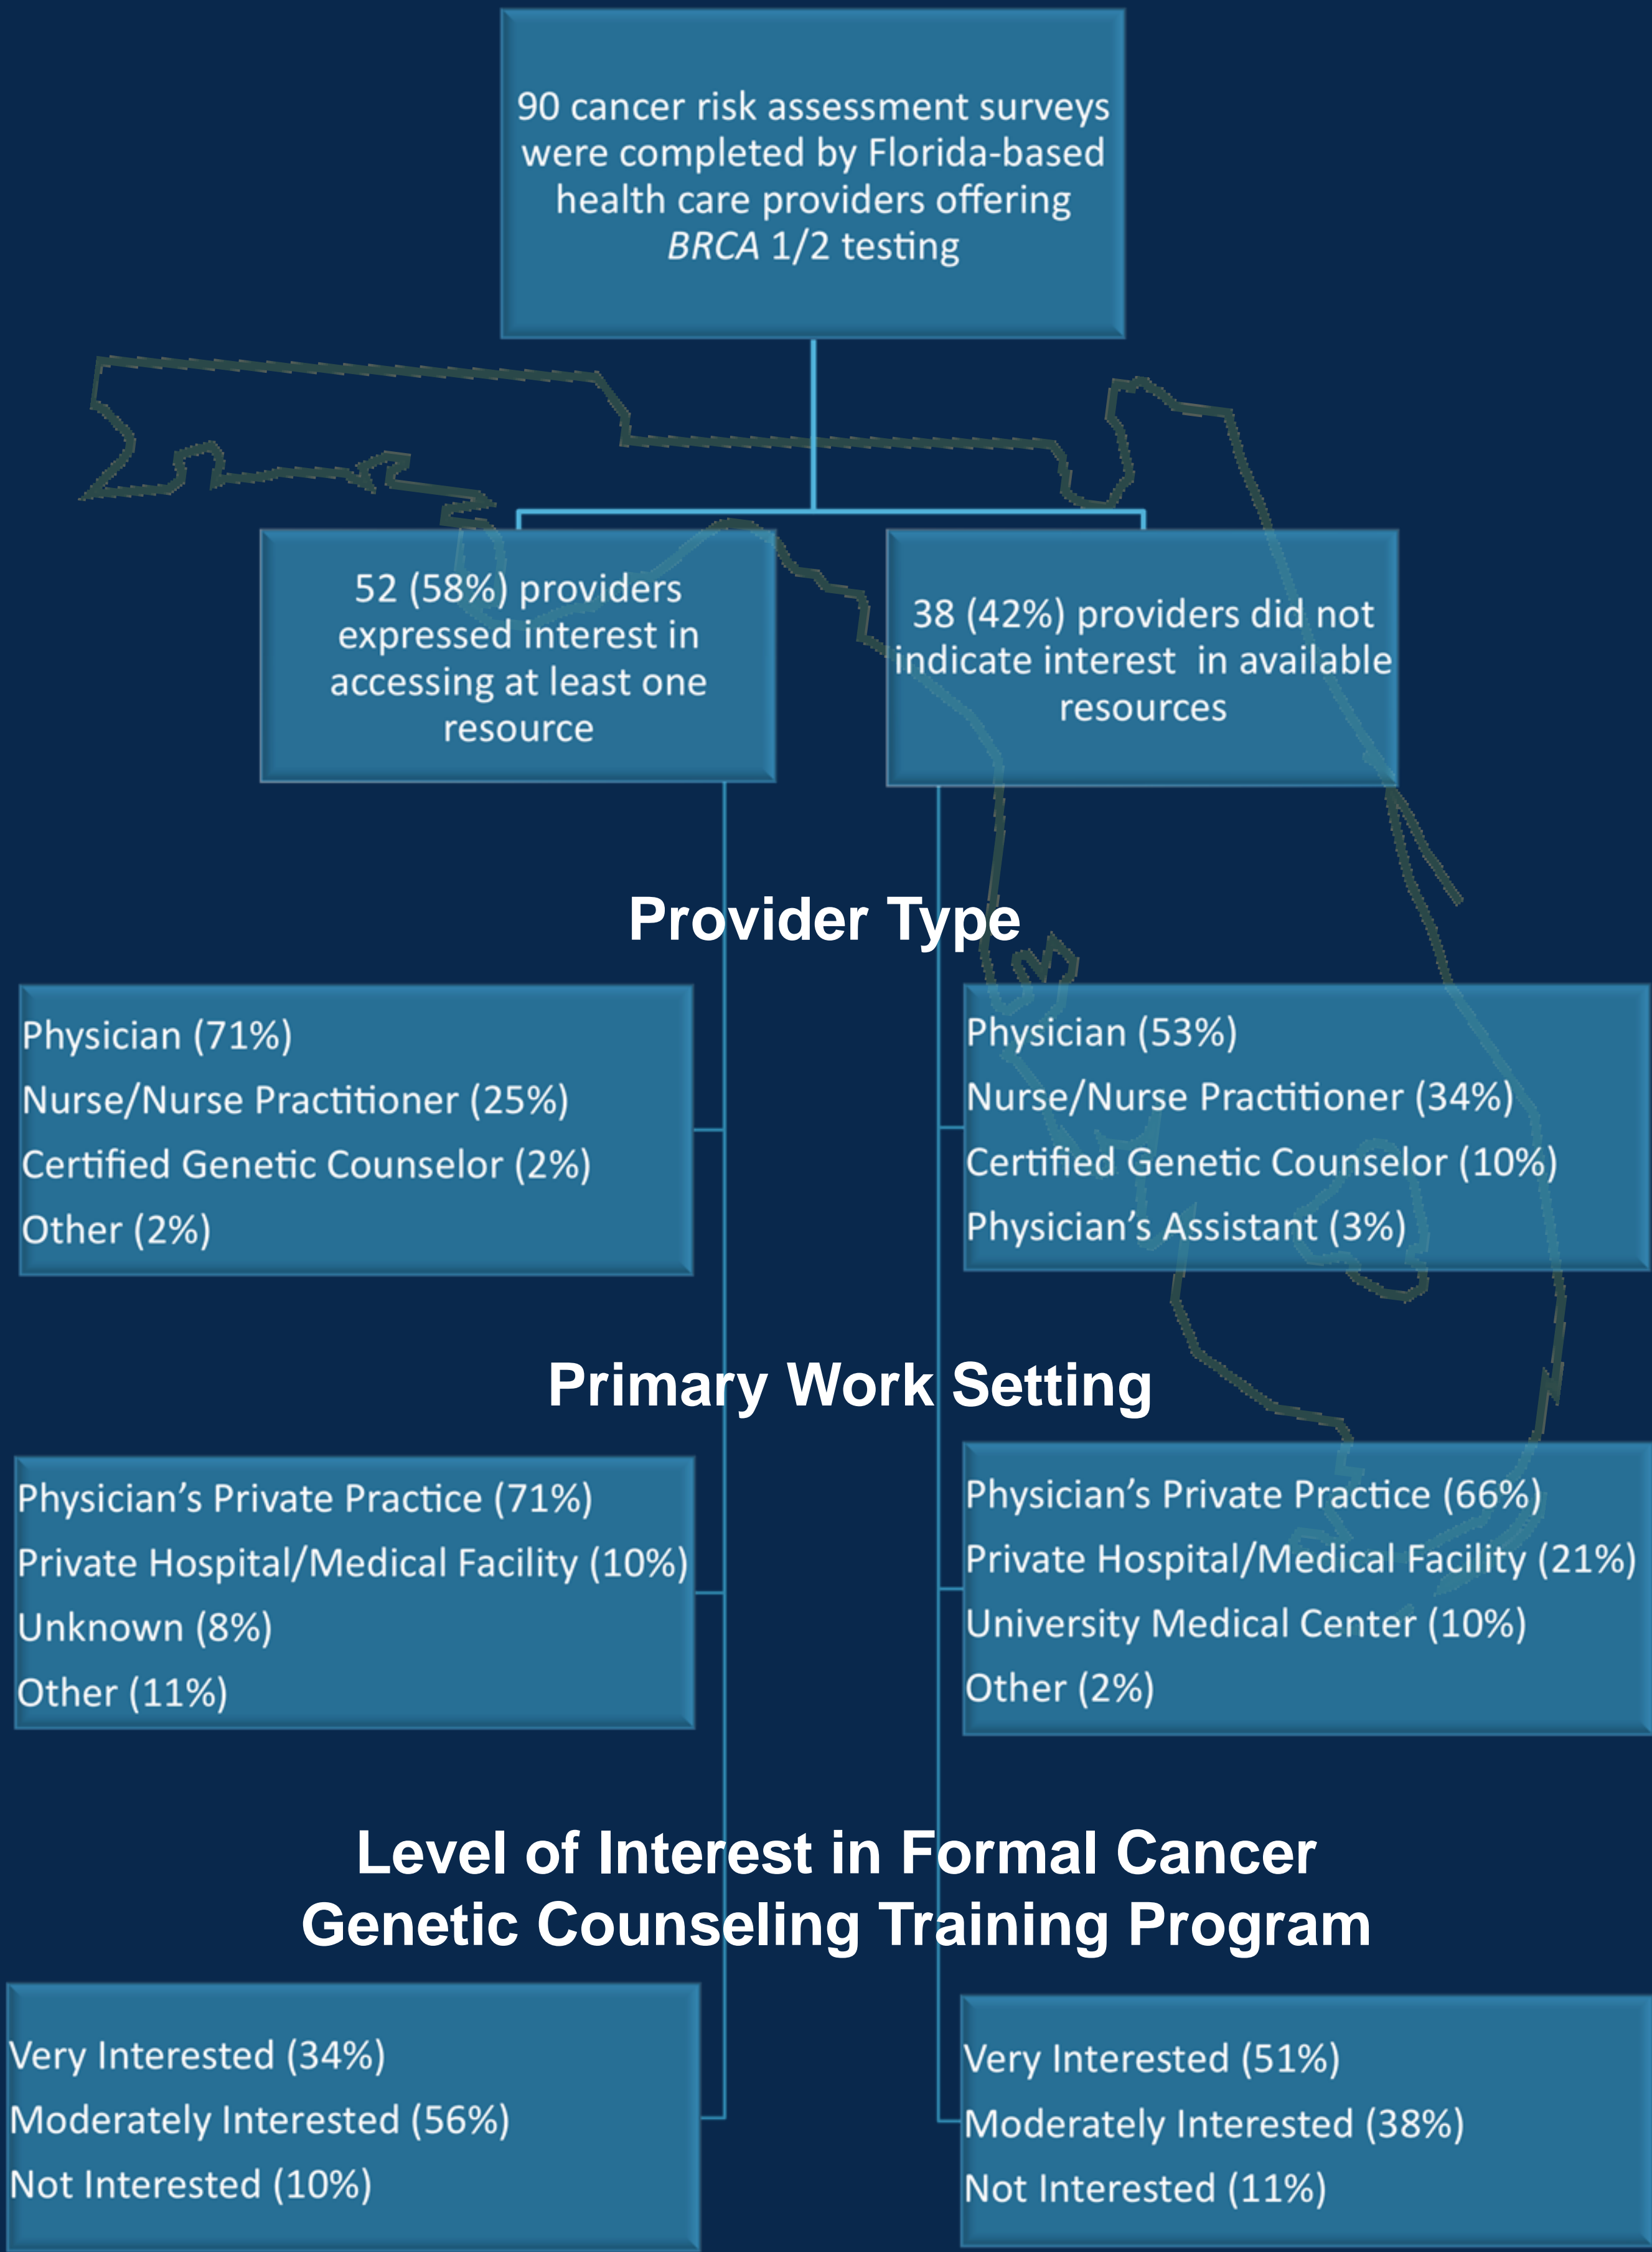 90 cancer risk assessment surveys
were completed by Florida-based
health care providers offering
BRCA 1/2 testing
52 (58%) providers
expressed interest in
accessing at least one
resource
38 (42%) providers did not
indicate interest in available
resources
Provider Type
Physician (71%)
Nurse/Nurse Practitioner (25%)
Certified Genetic Counselor (2%)
Other (2%)
Physician (53%)
Nurse/Nurse Practitioner (34%)
Certified Genetic Counselor (10%)
Physician’s Assistant (3%)
Primary Work Setting
Physician’s Private Practice (71%)
Private Hospital/Medical Facility (10%)
Unknown (8%)
Other (11%)
Physician’s Private Practice (66%)
Private Hospital/Medical Facility (21%)
University Medical Center (10%)
Other (2%)
Level of Interest in Formal Cancer
Genetic Counseling Training Program
Very Interested (34%)
Moderately Interested (56%)
Not Interested (10%)
Very Interested (51%)
Moderately Interested (38%)
Not Interested (11%)